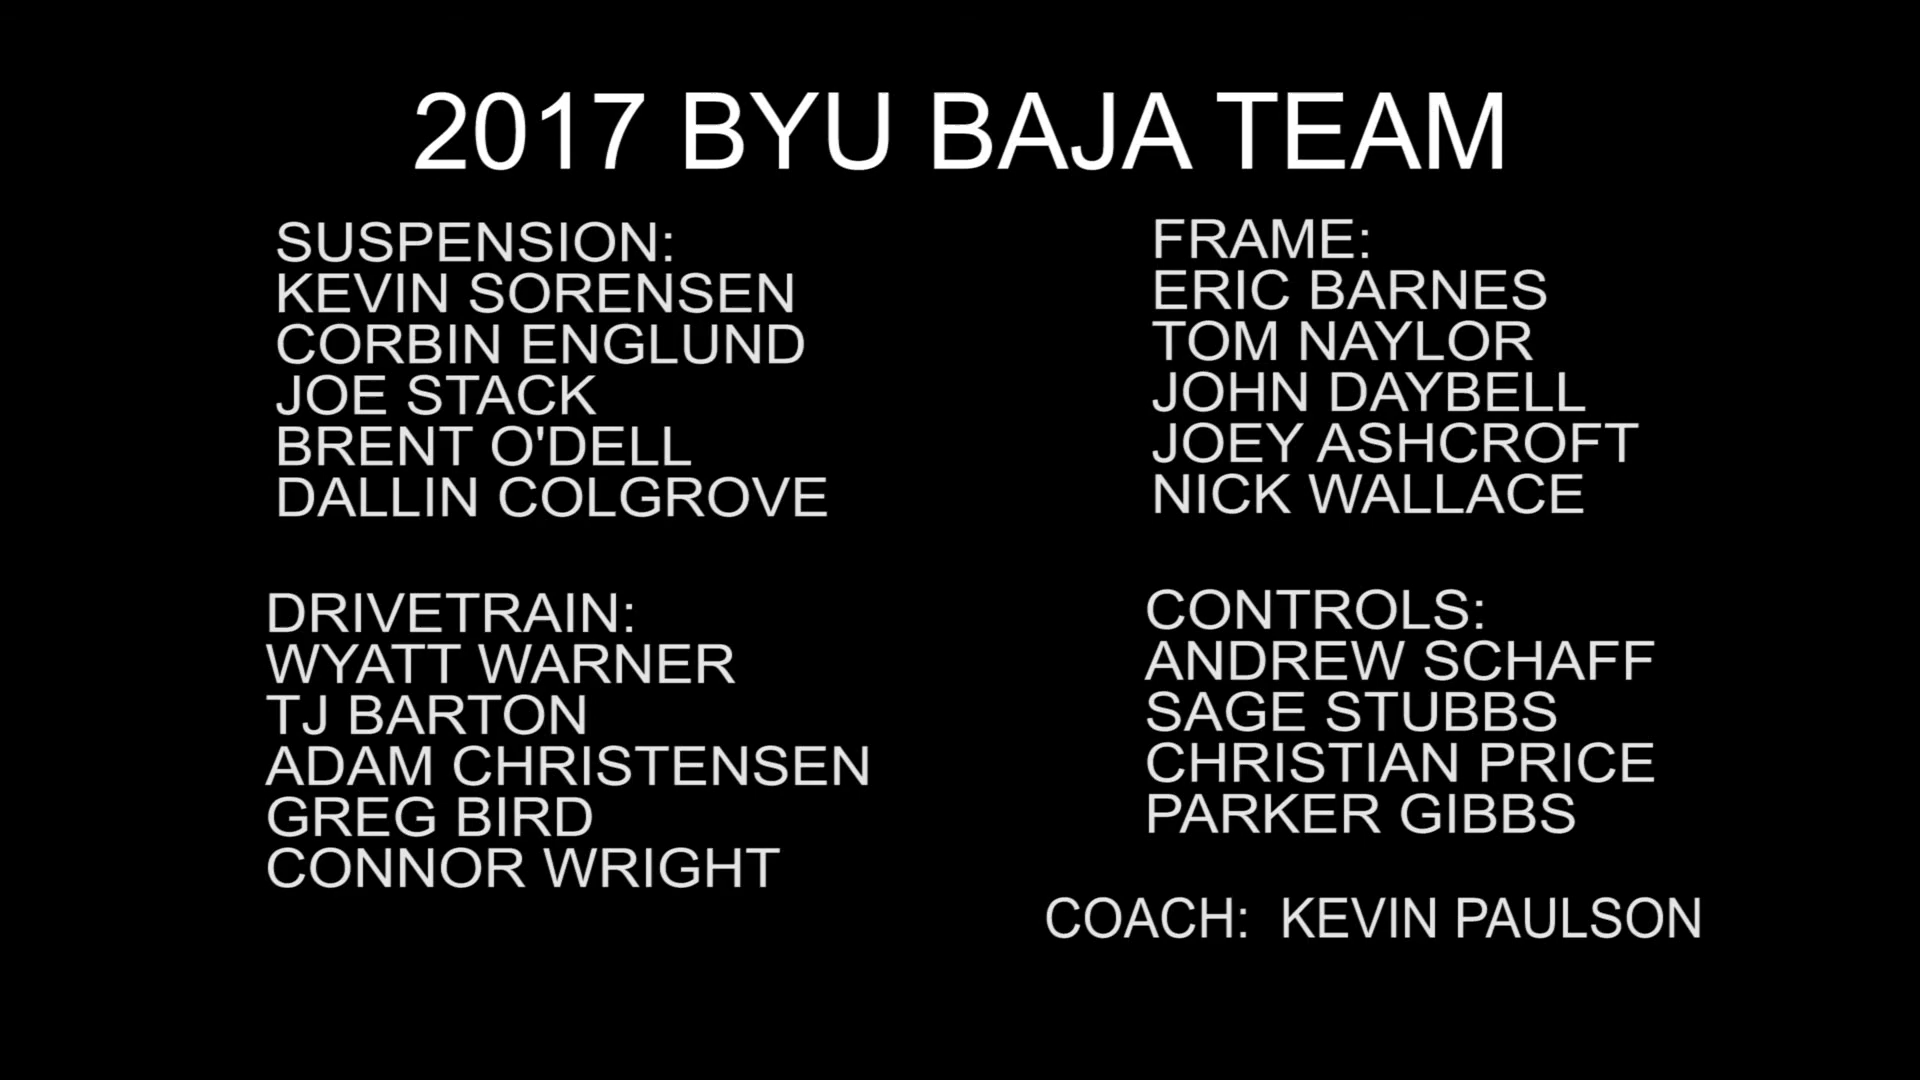 2017 BYU BAJA TEAM
SUSPENSION:
KEVIN SORENSEN
CORBIN ENGLUND
JOE STACK
BRENT O'DELL
DALLIN COLGROVE
DRIVETRAIN:
WYATT WARNER
TJ BARTON
ADAM CHRISTENSEN
GREG BIRD
CONNOR WRIGHT
FRAME:
ERIC BARNES
TOM NAYLOR
JOHN DAYBELL
JOEY ASHCROFT
NICK WALLACE
CONTROLS:
ANDREW SCHAFF
SAGE STUBBS
CHRISTIAN PRICE
PARKER GIBBS
COACH:  KEVIN PAULSON